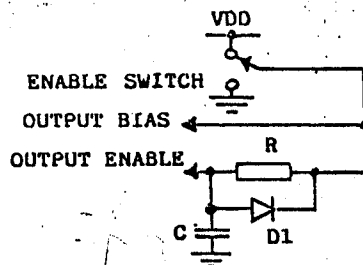 VDD
ENABLE SWITCH
OUTPUT BIAS
OUTPUT ENABLE
R
C
D1